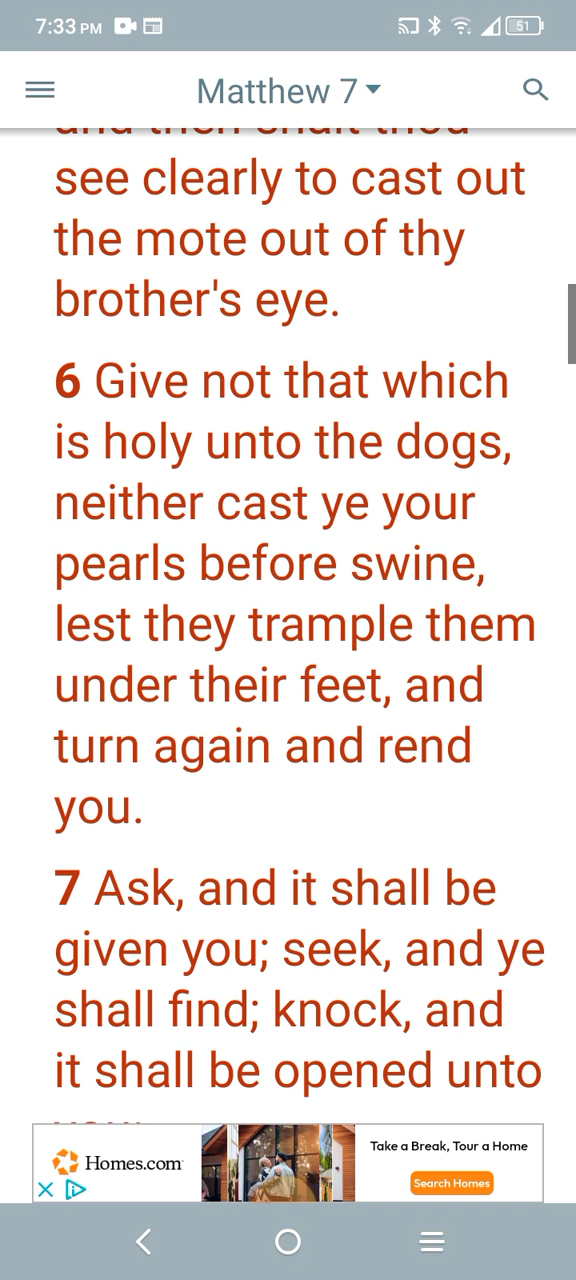 7:33 PM
51
Matthew 7
see clearly to cast out
the mote out of thy
brother's eye.
6 Give not that which
is holy unto the dogs,
neither cast ye your
pearls before swine,
lest they trample them
under their feet, and
turn again and rend
you.
7 Ask, and it shall be
given you; seek, and ye
shall find; knock, and
it shall be opened unto
Homes.com
Take a Break, Tour a Home
Search Homes